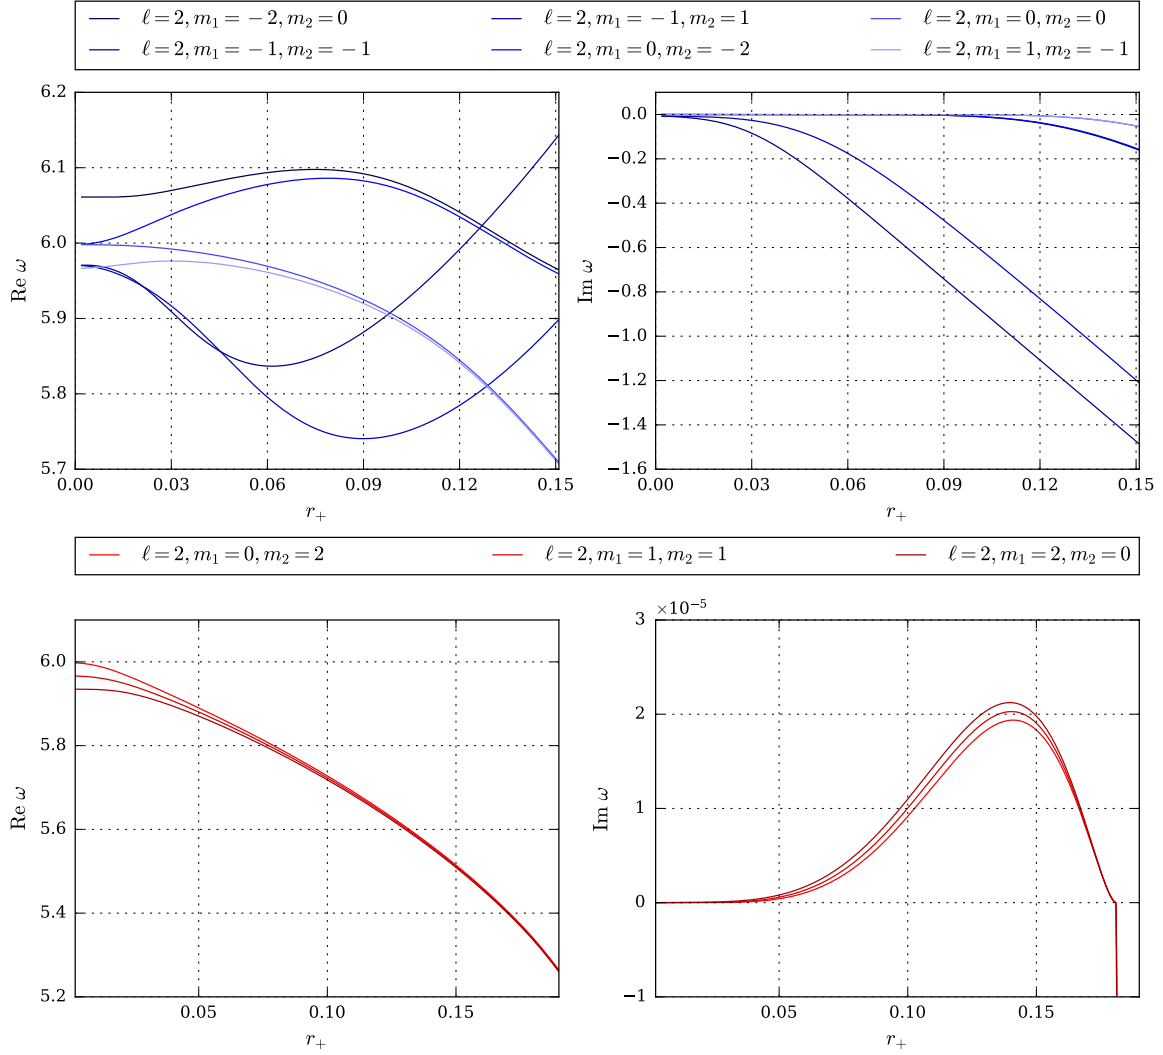 ℓ=2, m₁=−2, m₂=0 ℓ=2, m₁=−1, m₂=1 ℓ=2, m₁=0, m₂=0
ℓ=2, m₁=−1, m₂=−1 ℓ=2, m₁=0, m₂=−2 ℓ=2, m₁=1, m₂=−1
6.2
6.1
6.0
5.9
5.8
5.7
Re ω
0.00 0.03 0.06 0.09 0.12 0.15
r₊
0.0
−0.2
−0.4
−0.6
−0.8
−1.0
−1.2
−1.4
−1.6
Im ω
0.00 0.03 0.06 0.09 0.12 0.15
r₊
ℓ=2, m₁=0, m₂=2 ℓ=2, m₁=1, m₂=1 ℓ=2, m₁=2, m₂=0
6.0
5.8
5.6
5.4
5.2
Re ω
0.05 0.10 0.15
r₊
×10⁻⁵
3
2
1
0
−1
Im ω
0.05 0.10 0.15
r₊